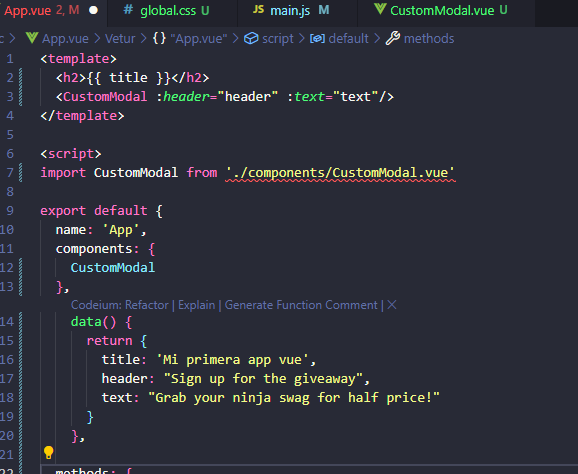 App.vue 2, M ● # global.css U JS main.js M CustomModal.vue U
c > App.vue > Vetur > {} "App.vue" > script > default > methods
1 <template>
2 <h2>{{ title }}</h2>
3 <CustomModal :header="header" :text="text"/>
4 </template>
5
6 <script>
7 import CustomModal from './components/CustomModal.vue'
8
9 export default {
10 name: 'App',
11 components: {
12 CustomModal
13 },
Codeium: Refactor | Explain | Generate Function Comment | ×
14 data() {
15 return {
16 title: 'Mi primera app vue',
17 header: "Sign up for the giveaway",
18 text: "Grab your ninja swag for half price!"
19 }
20 },
21
22 methods: {